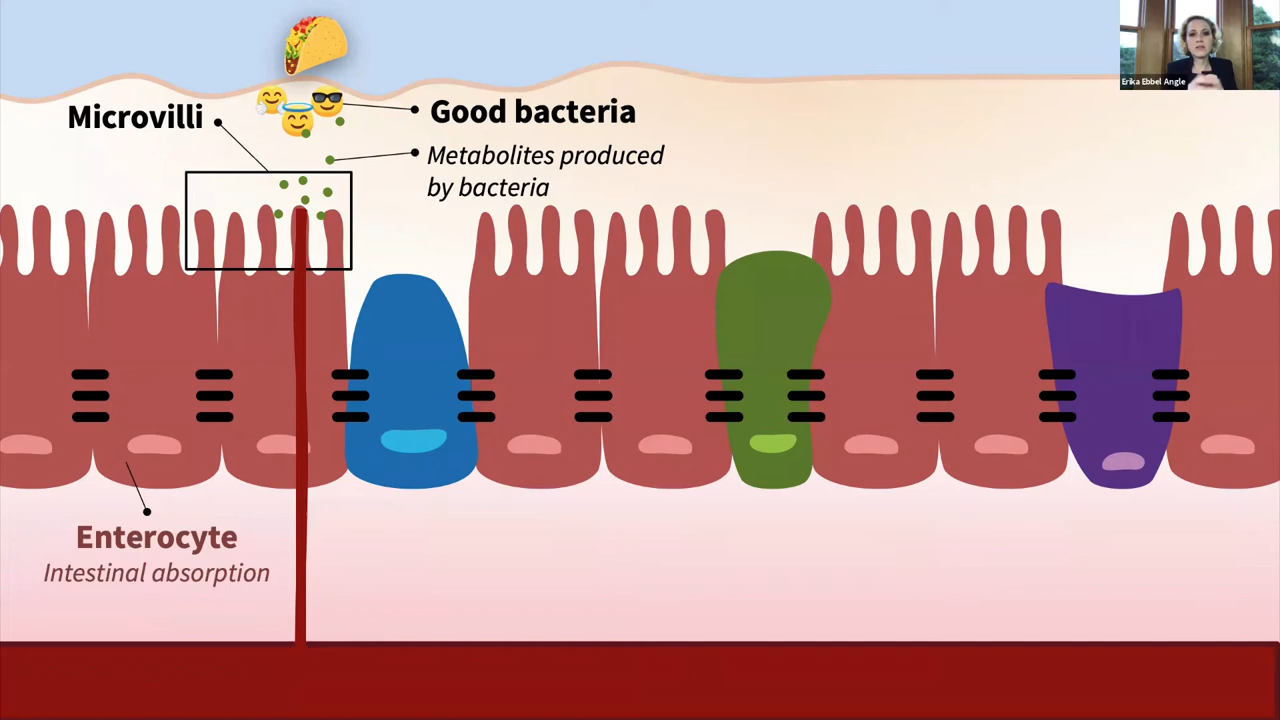 Microvilli
Good bacteria
Metabolites produced
by bacteria
Enterocyte
Intestinal absorption
Erika Ebbel Angle